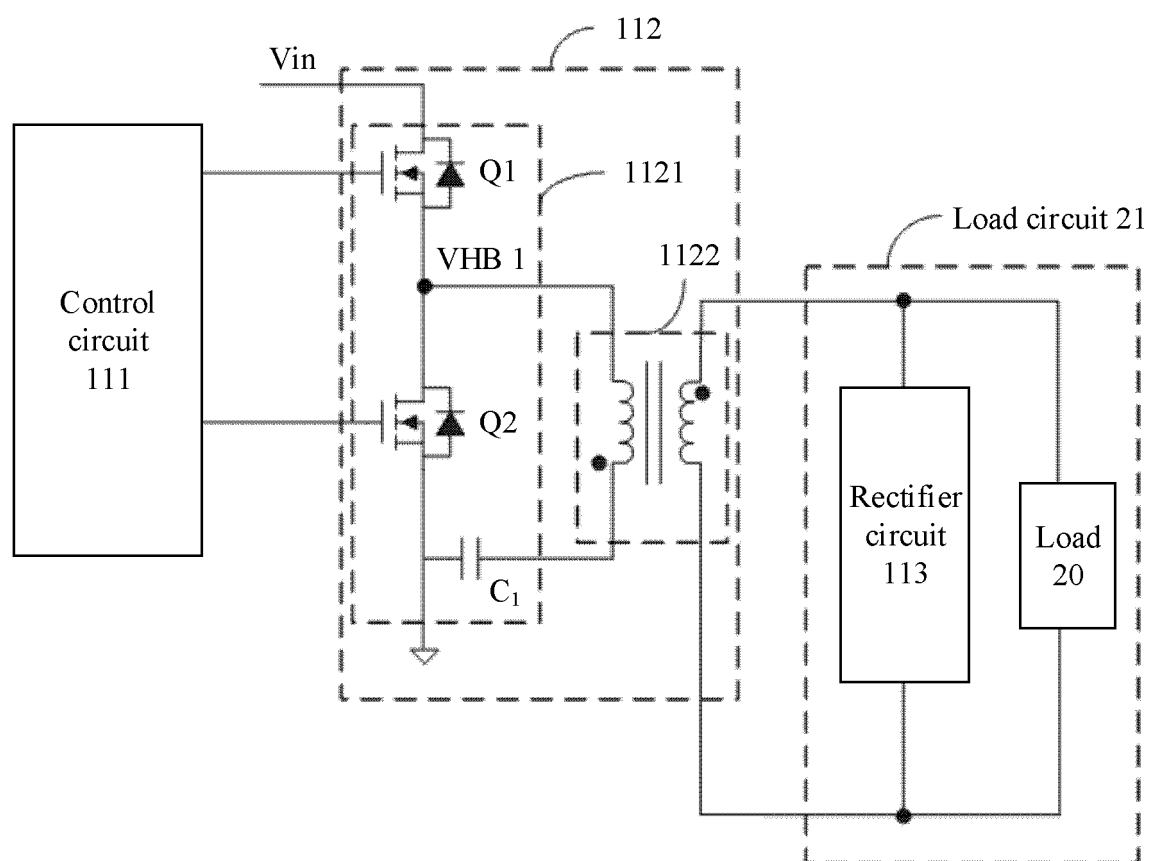 112
Vin
Q1
1121
VHB 1
1122
Load circuit 21
Control
circuit
111
Q2
C₁
Rectifier
circuit
113
Load
20